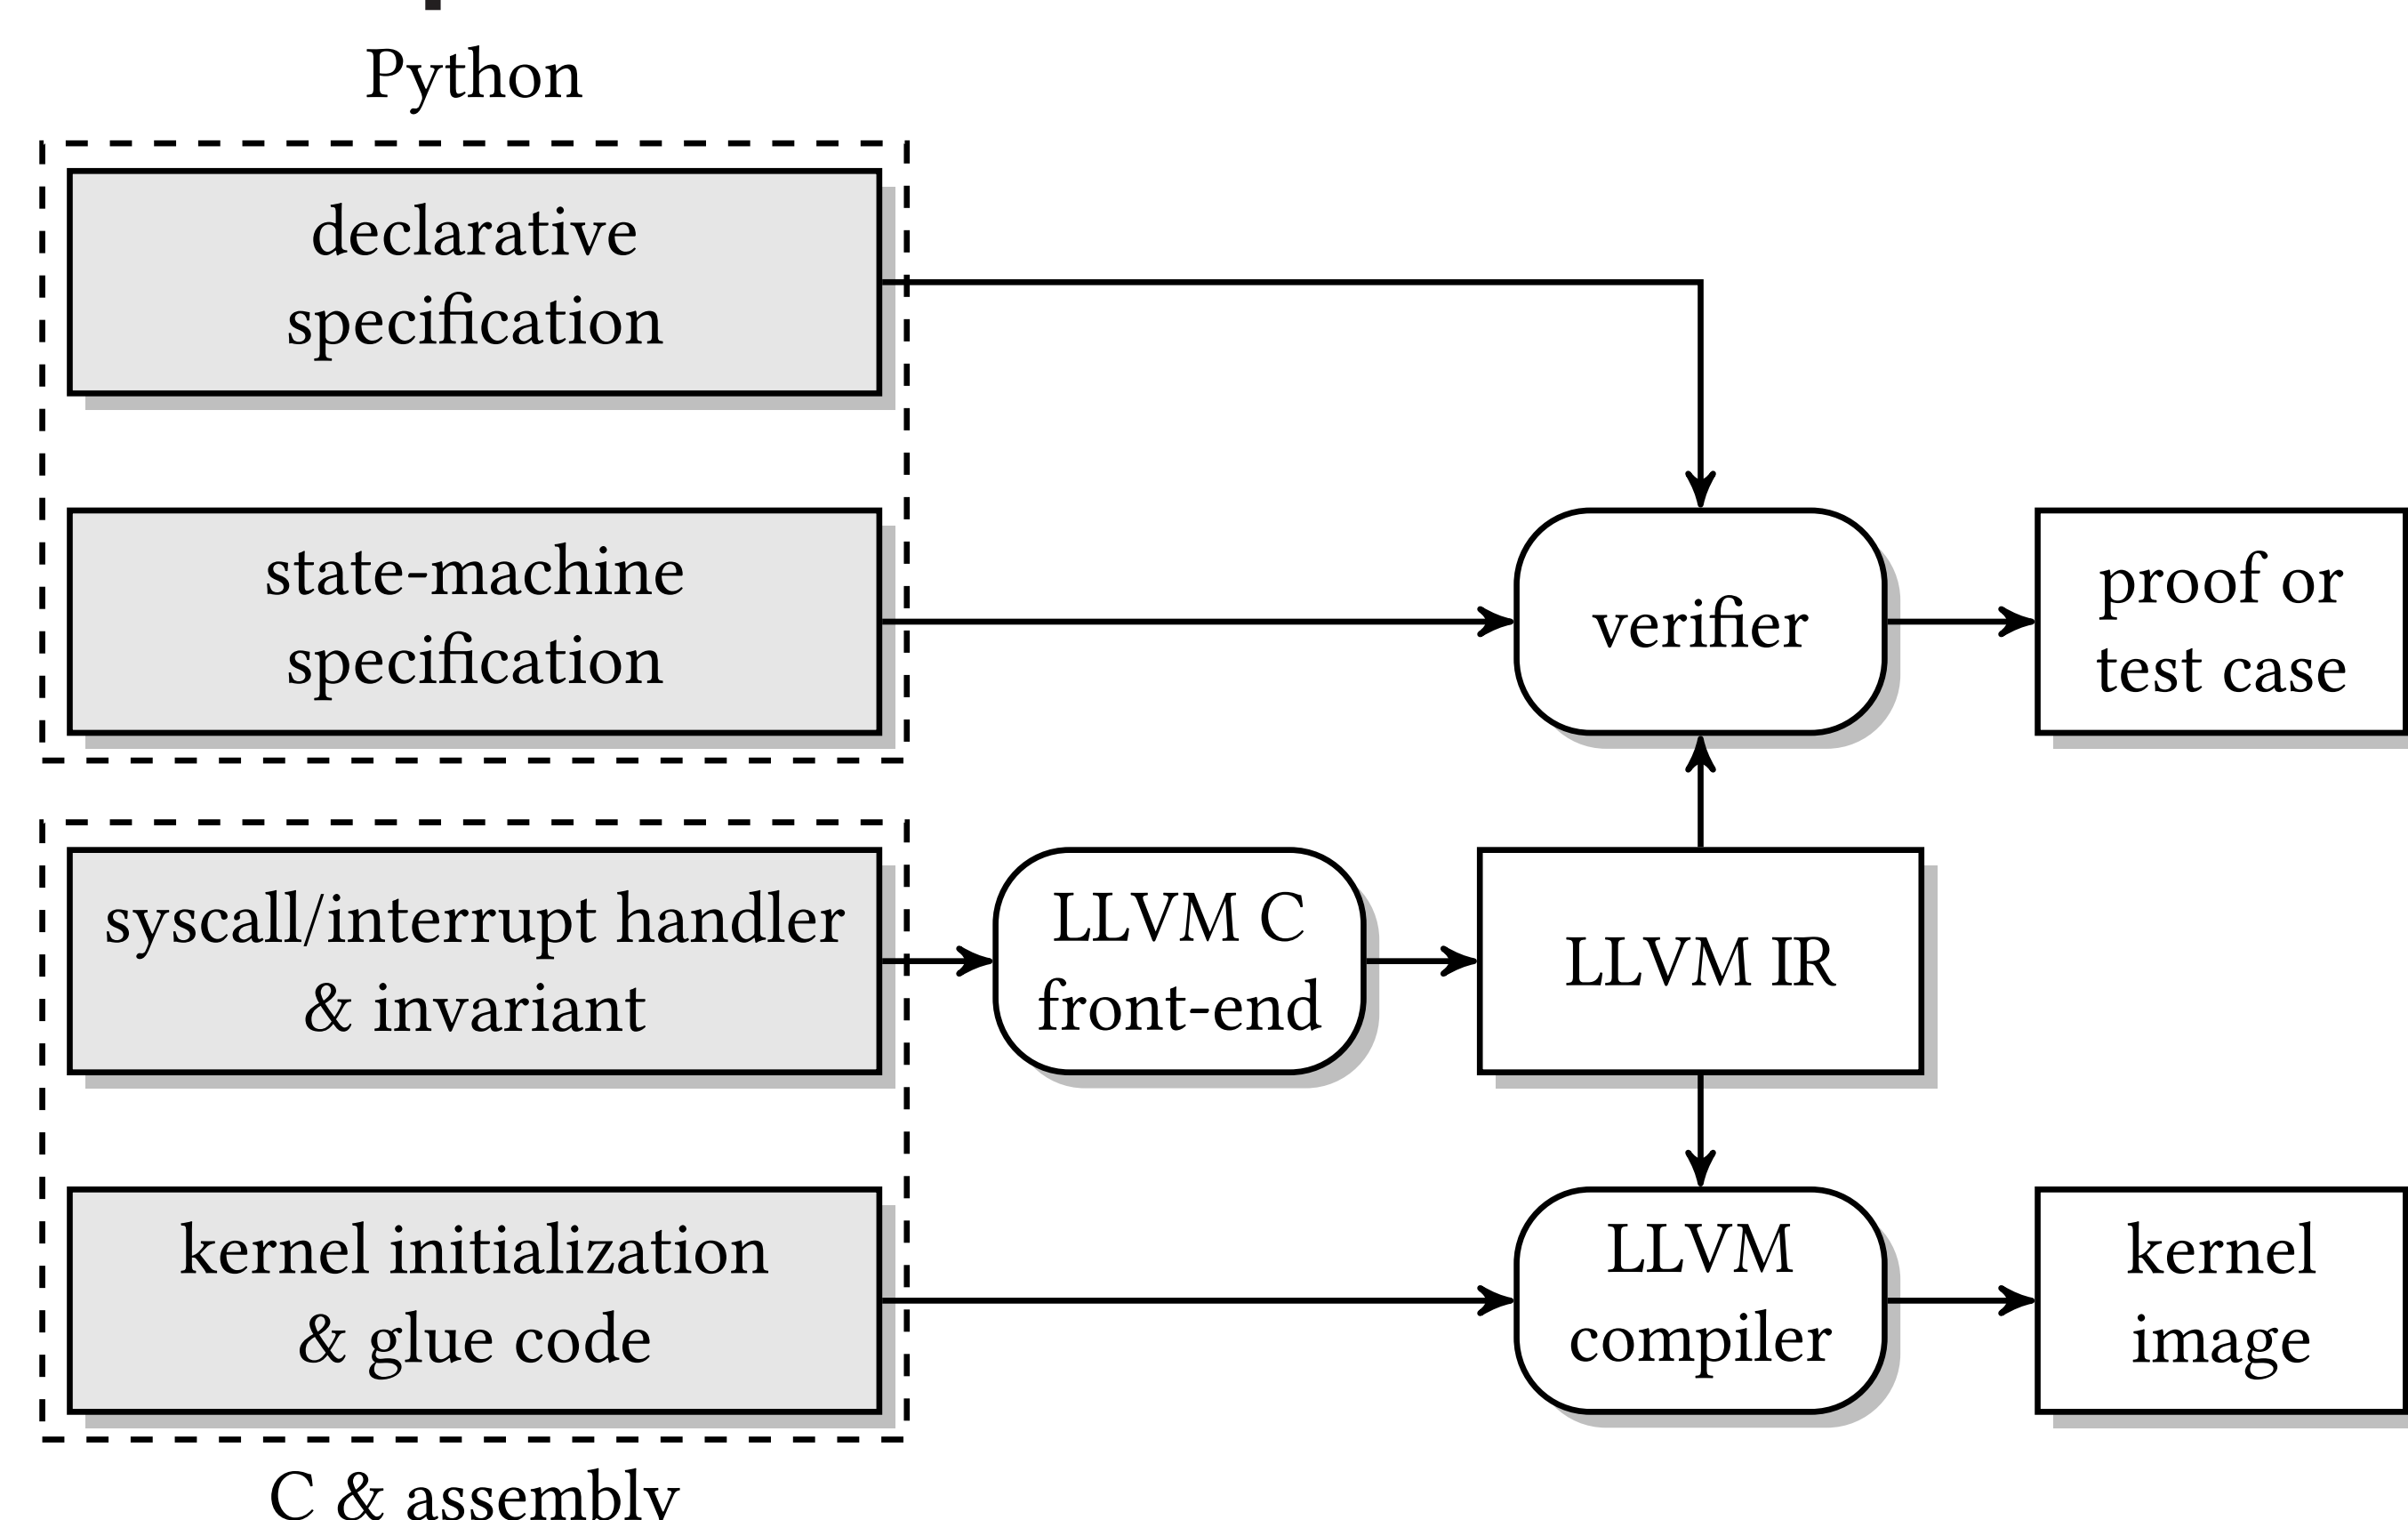 Python
declarative
specification
state-machine
specification
verifier
proof or
test case
syscall/interrupt handler
& invariant
LLVM C
front-end
LLVM IR
kernel initialization
& glue code
LLVM
compiler
kernel
image
C & assembly